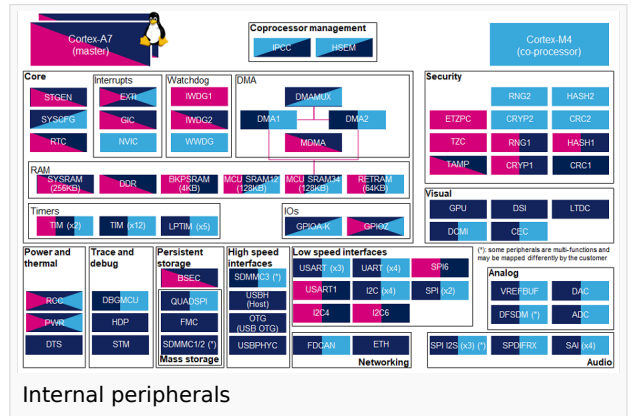 Cortex-A7
(master)
Coprocessor management
IPCC
HSEM
Cortex-M4
(co-processor)
Core
STGEN
SYSCFG
RTC
Interrupts
EXTI
GIC
NVIC
Watchdog
IWDG1
IWDG2
WWDG
DMA
DMAMUX
DMA1
DMA2
MDMA
Security
RNG2
HASH2
ETZPC
CRYP2
CRC2
TZC
RNG1
HASH1
TAMP
CRYP1
CRC1
RAM
SYSRAM
(256KB)
DDR
BKPSRAM
(4KB)
MCU SRAM12
(128KB)
MCU SRAM34
(128KB)
RETRAM
(64KB)
Timers
TIM (x2)
TIM (x12)
LPTIM (x5)
IOs
GPIOA-K
GPIOZ
Visual
GPU
DSI
LTDC
DCMI
CEC
Power and
thermal
RCC
PWR
DTS
Trace and
debug
DBGMCU
HDP
STM
Persistent
storage
BSEC
QUADSPI
FMC
SDMMC1/2 (*)
Mass storage
High speed
interfaces
SDMMC3 (*)
USBH
(Host)
OTG
(USB OTG)
USBPHYC
Low speed interfaces
USART (x3)
UART (x4)
SPI6
USART1
I2C (x4)
SPI (x2)
I2C4
I2C6
FDCAN
ETH
Networking
(*): some peripherals are multi-functions and
may be mapped differently by the customer
Analog
VREFBUF
DAC
DFSDM (*)
ADC
SPI I2S (x3) (*)
SPDIFRX
SAI (x4)
Audio
Internal peripherals